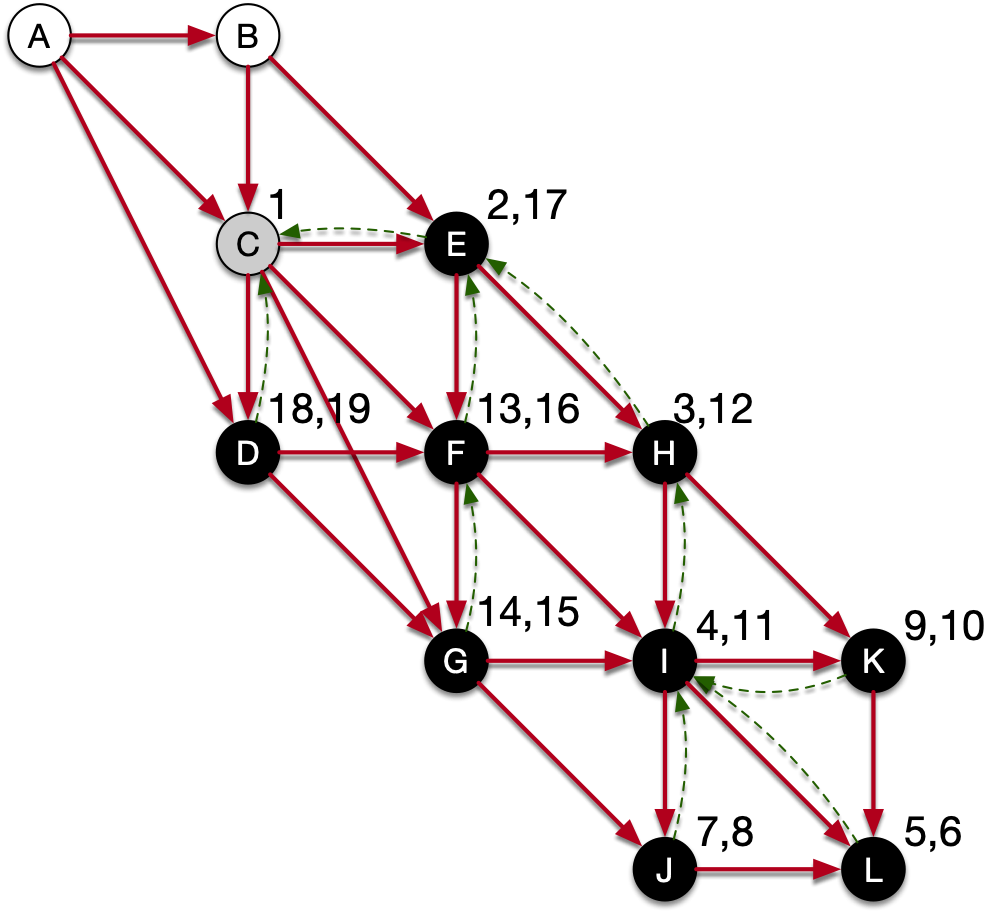 A
B
1
2,17
C
E
18,19
13,16
3,12
D
F
H
14,15
4,11
9,10
G
I
K
7,8
5,6
J
L